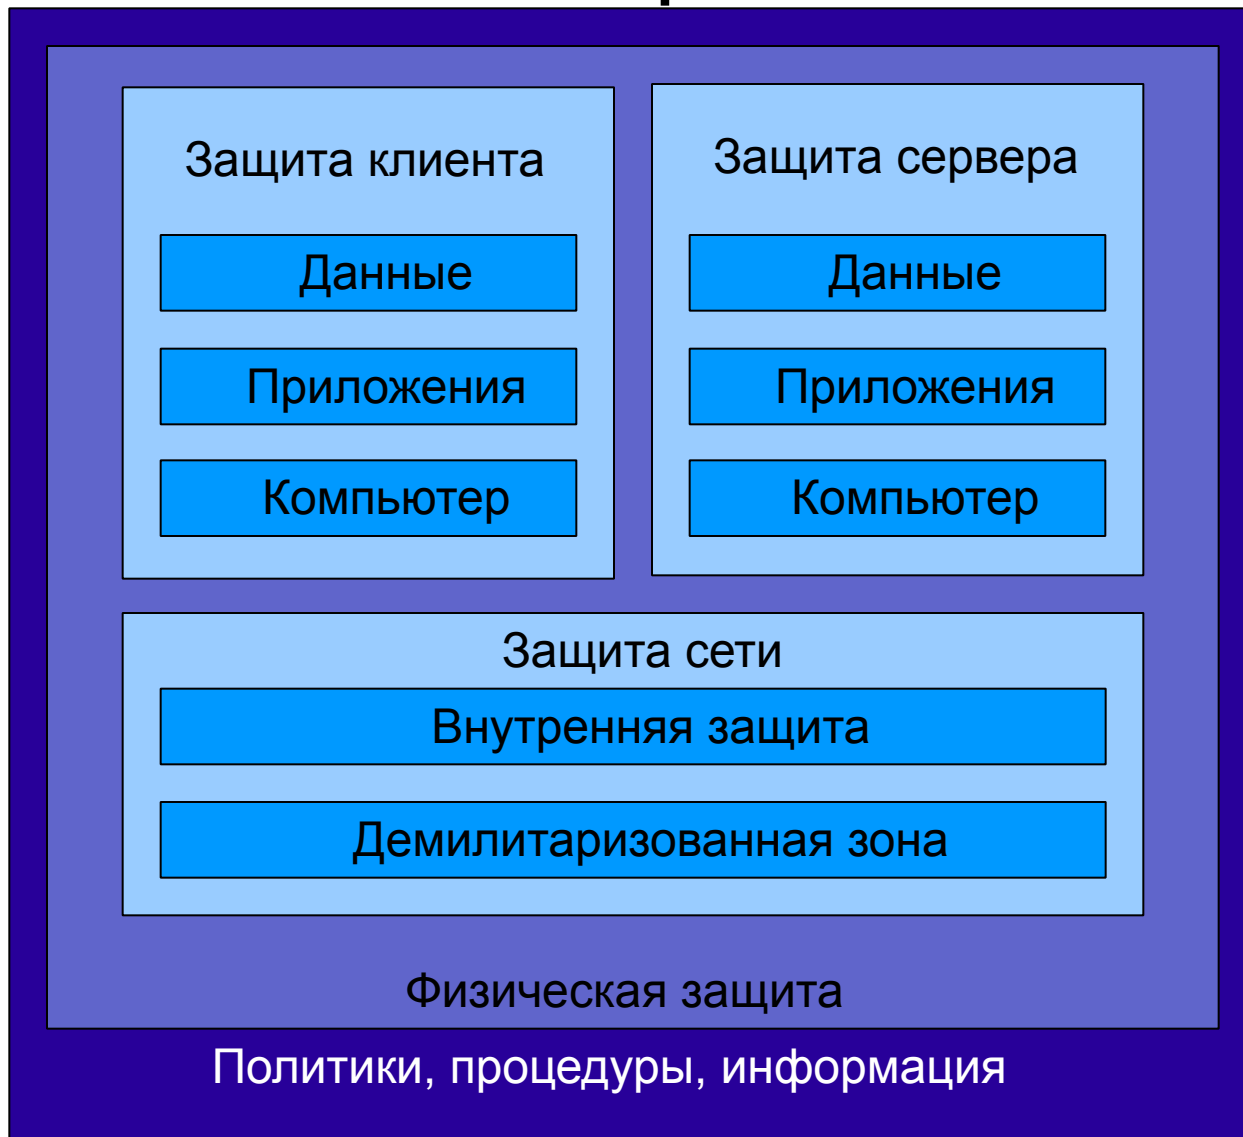 Защита клиента
Данные
Приложения
Компьютер
Защита сервера
Данные
Приложения
Компьютер
Защита сети
Внутренняя защита
Демилитаризованная зона
Физическая защита
Политики, процедуры, информация